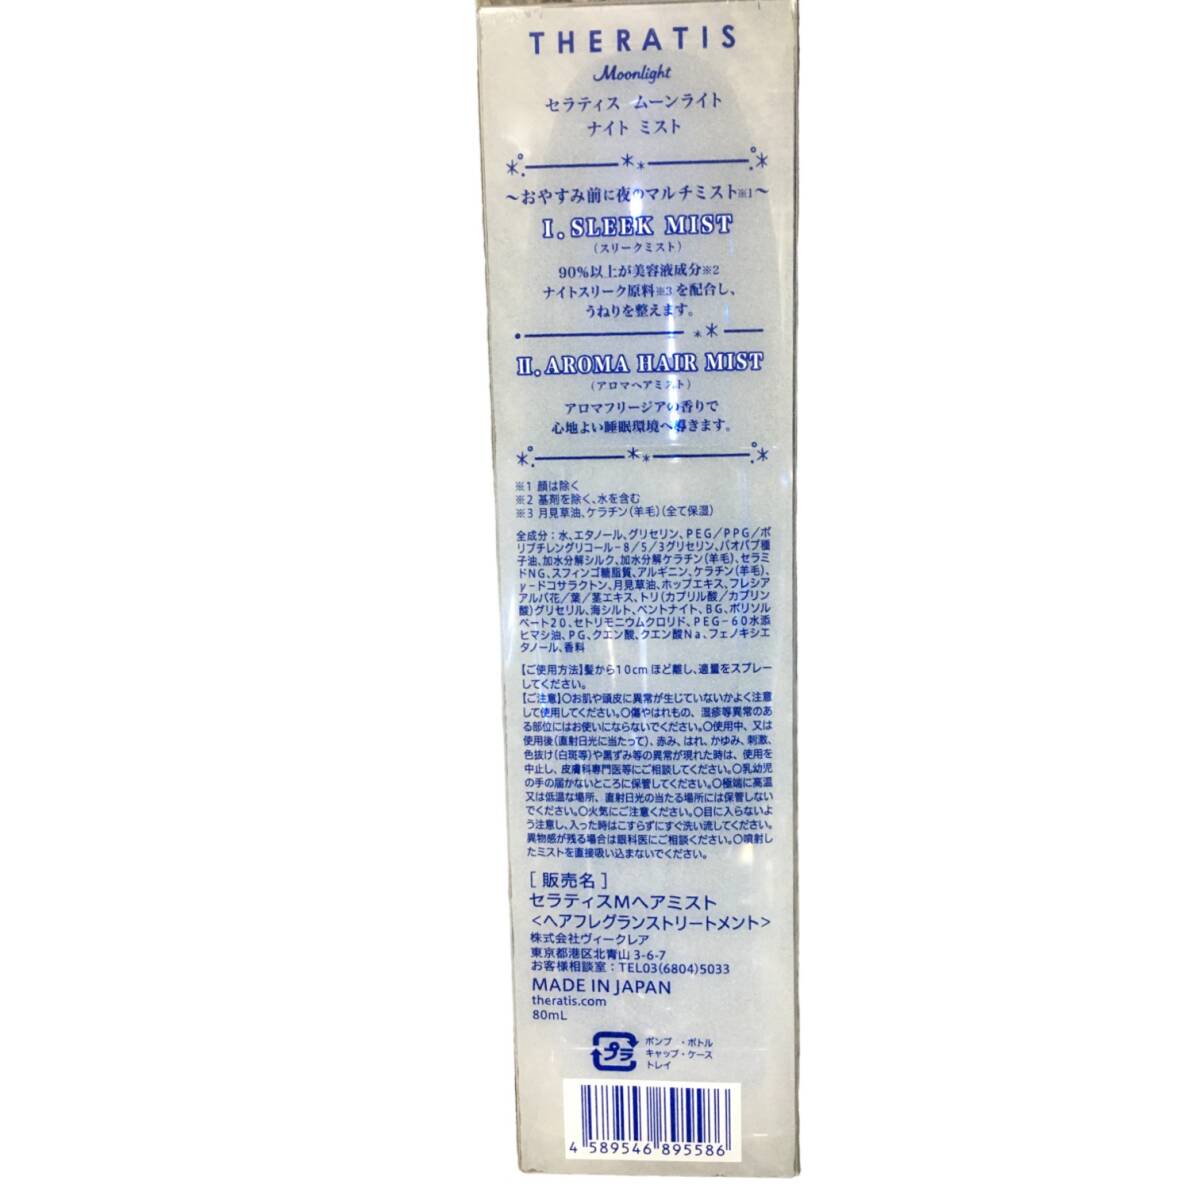 THERATIS
Moonlight
セラティス ムーンライト
ナイト ミスト
～おやすみ前に夜のマルチミスト※1～
I. SLEEK MIST
(スリークミスト)
90%以上が美容液成分※2
ナイトスリーク原料※3を配合し、
うねりを整えます。
II. AROMA HAIR MIST
(アロマヘアミスト)
アロマフリージアの香りで
心地よい睡眠環境へ導きます。
※1 顔は除く
※2 基剤を除く、水を含む
※3 月見草油、ケラチン(羊毛)(全て保湿)
全成分：水、エタノール、グリセリン、PEG/PPG/ポ
リブチレングリコール-8/5/3グリセリン、バオバブ種
子油、加水分解シルク、加水分解ケラチン(羊毛)、セラミ
ドNG、スフィンゴ糖脂質、アルギニン、ケラチン(羊毛)、
γ-ドコサラクトン、月見草油、ホップエキス、フレシア
アルバ花/葉/茎エキス、トリ(カプリル酸/カプリン
酸)グリセリル、海シルト、ベントナイト、BG、ポリソル
ベート20、セトリモニウムクロリド、PEG-60水添
ヒマシ油、PG、クエン酸、クエン酸Na、フェノキシエ
タノール、香料
【ご使用方法】髪から10cmほど離し、適量をスプレー
してください。
【ご注意】○お肌や頭皮に異常が生じていないかよく注意
して使用してください。○傷やはれもの、湿疹等異常のあ
る部位にはお使いにならないでください。○使用中、又は
使用後(直射日光に当たって)、赤み、はれ、かゆみ、刺激、
色抜け(白斑等)や黒ずみ等の異常が現れた時は、使用を
中止し、皮膚科専門医等にご相談してください。○乳幼児
の手の届かないところに保管してください。○極端に高温
又は低温な場所、直射日光の当たる場所には保管しない
でください。○火気にご注意ください。○目に入らないよ
う注意し、入った時はこすらずにすぐ洗い流してください。
異物感が残る場合は眼科医にご相談ください。○噴射し
たミストを直接吸い込まないでください。
[ 販売名 ]
セラティスMヘアミスト
<ヘアフレグランストリートメント>
株式会社ヴィークレア
東京都港区北青山3-6-7
お客様相談室：TEL03(6804)5033
MADE IN JAPAN
theratis.com
80mL
プラ
ポンプ ・ボトル
キャップ・ケース
トレイ
4 589546 895586